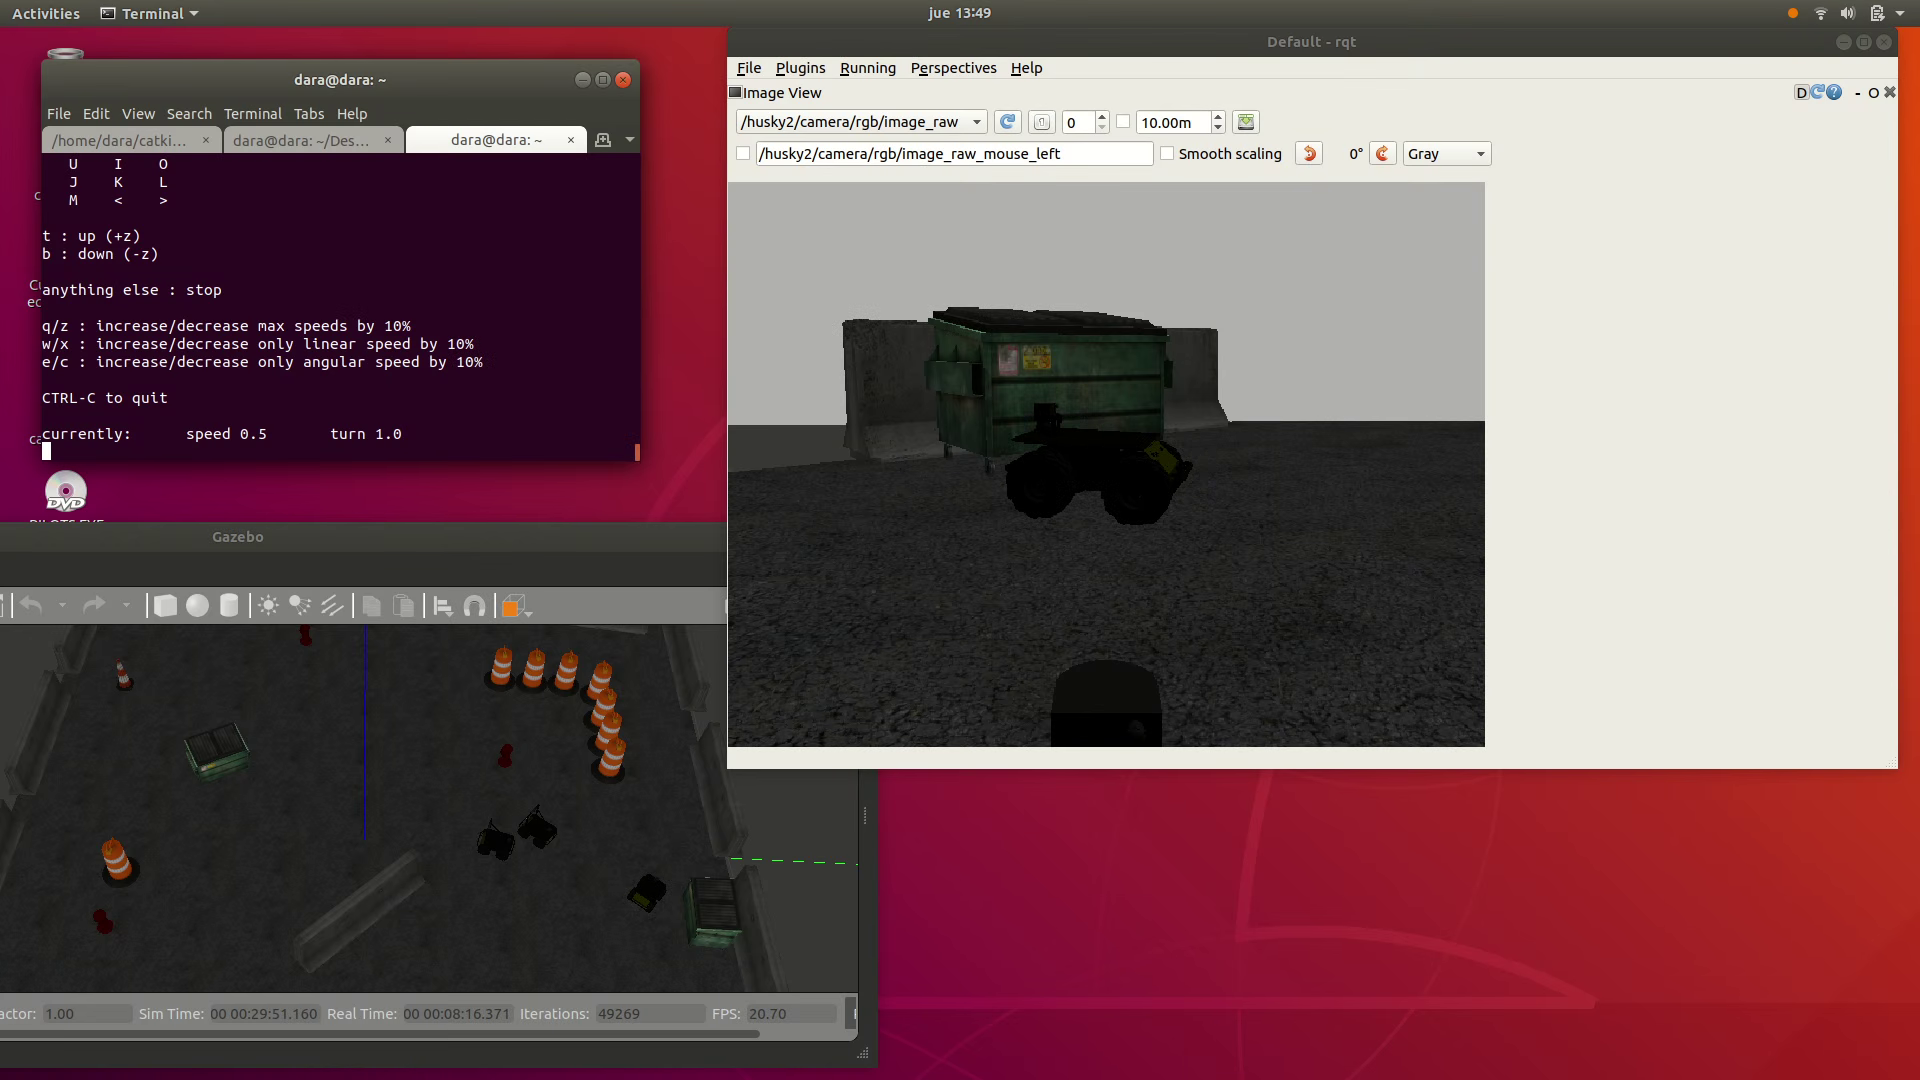 Activities Terminal jue 13:49
dara@dara: ~
File Edit View Search Terminal Tabs Help
/home/dara/catki... × dara@dara: ~/Des... × dara@dara: ~ ×
U I O
J K L
M < >
t : up (+z)
b : down (-z)
anything else : stop
q/z : increase/decrease max speeds by 10%
w/x : increase/decrease only linear speed by 10%
e/c : increase/decrease only angular speed by 10%
CTRL-C to quit
currently: speed 0.5 turn 1.0
DVD
Default - rqt
File Plugins Running Perspectives Help
Image View
D - O
/husky2/camera/rgb/image_raw 0 10.00m
/husky2/camera/rgb/image_raw_mouse_left Smooth scaling 0° Gray
Gazebo
actor: 1.00 Sim Time: 00 00:29:51.160 Real Time: 00 00:08:16.371 Iterations: 49269 FPS: 20.70